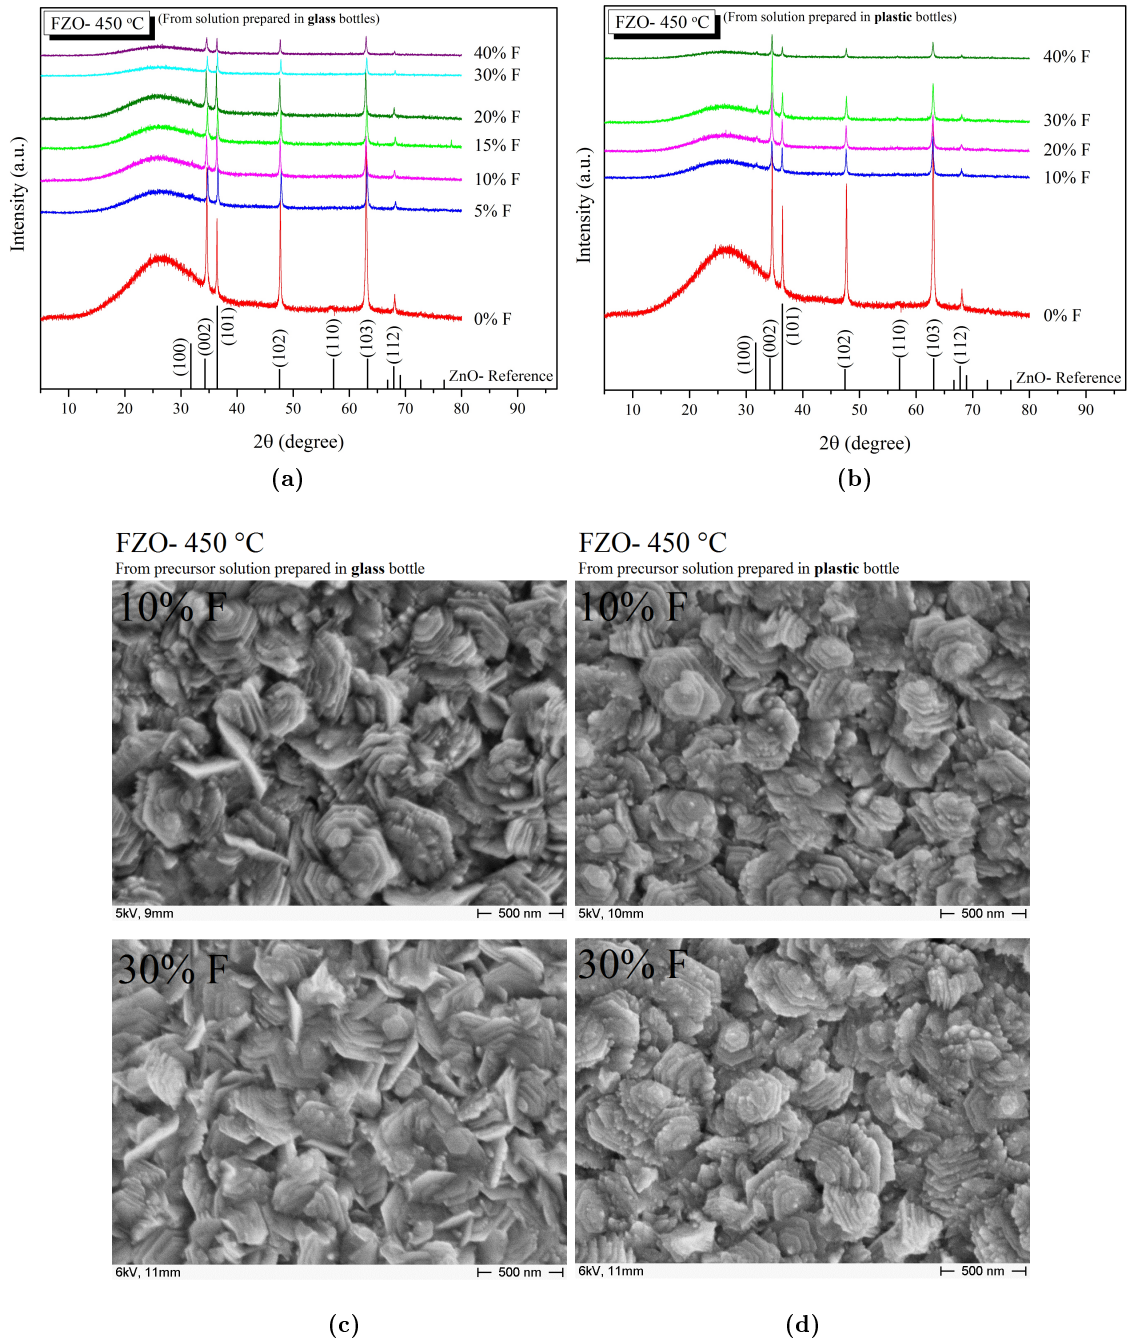 FZO- 450 °C
(From solution prepared in glass bottles)
40% F
30% F
20% F
15% F
10% F
5% F
0% F
Intensity (a.u.)
(100)
(002)
(101)
(102)
(110)
(103)
(112)
ZnO- Reference
10 20 30 40 50 60 70 80 90
2θ (degree)
(a)
FZO- 450 °C
(From solution prepared in plastic bottles)
40% F
30% F
20% F
10% F
0% F
Intensity (a.u.)
(100)
(002)
(101)
(102)
(110)
(103)
(112)
ZnO- Reference
10 20 30 40 50 60 70 80 90
2θ (degree)
(b)
FZO- 450 °C
From precursor solution prepared in glass bottle
10% F
5kV, 9mm
500 nm
30% F
6kV, 11mm
500 nm
(c)
FZO- 450 °C
From precursor solution prepared in plastic bottle
10% F
5kV, 10mm
500 nm
30% F
6kV, 11mm
500 nm
(d)